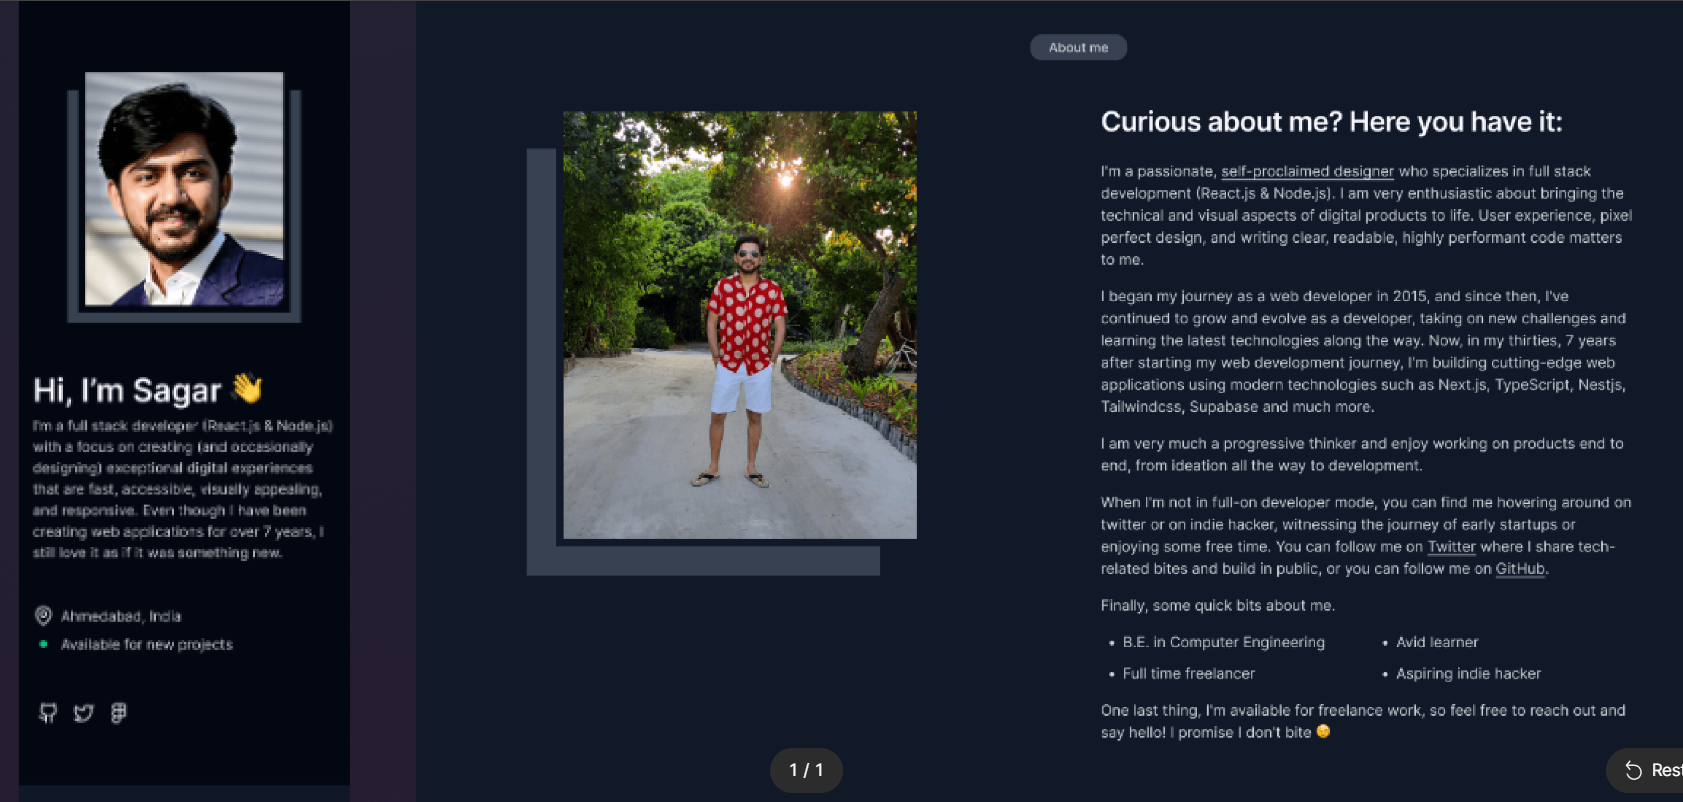 Hi, I'm Sagar 👋
I'm a full stack developer (React.js & Node.js)
with a focus on creating (and occasionally
designing) exceptional digital experiences
that are fast, accessible, visually appealing,
and responsive. Even though I have been
creating web applications for over 7 years, I
still love it as if it was something new.
Ahmedabad, India
Available for new projects
About me
Curious about me? Here you have it:
I'm a passionate, self-proclaimed designer who specializes in full stack
development (React.js & Node.js). I am very enthusiastic about bringing the
technical and visual aspects of digital products to life. User experience, pixel
perfect design, and writing clear, readable, highly performant code matters
to me.
I began my journey as a web developer in 2015, and since then, I've
continued to grow and evolve as a developer, taking on new challenges and
learning the latest technologies along the way. Now, in my thirties, 7 years
after starting my web development journey, I'm building cutting-edge web
applications using modern technologies such as Next.js, TypeScript, Nestjs,
Tailwindcss, Supabase and much more.
I am very much a progressive thinker and enjoy working on products end to
end, from ideation all the way to development.
When I'm not in full-on developer mode, you can find me hovering around on
twitter or on indie hacker, witnessing the journey of early startups or
enjoying some free time. You can follow me on Twitter where I share tech-
related bites and build in public, or you can follow me on GitHub.
Finally, some quick bits about me.
• B.E. in Computer Engineering
• Avid learner
• Full time freelancer
• Aspiring indie hacker
One last thing, I'm available for freelance work, so feel free to reach out and
say hello! I promise I don't bite 😉
1 / 1
Rest